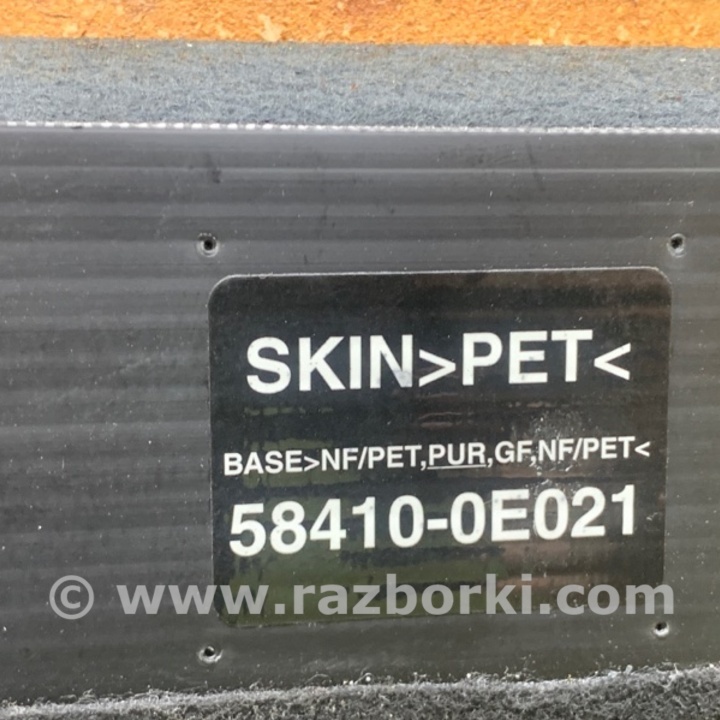 SKIN>PET<
BASE>NF/PET,PUR,GF,NF/PET<
58410-0E021
© www.razborki.com